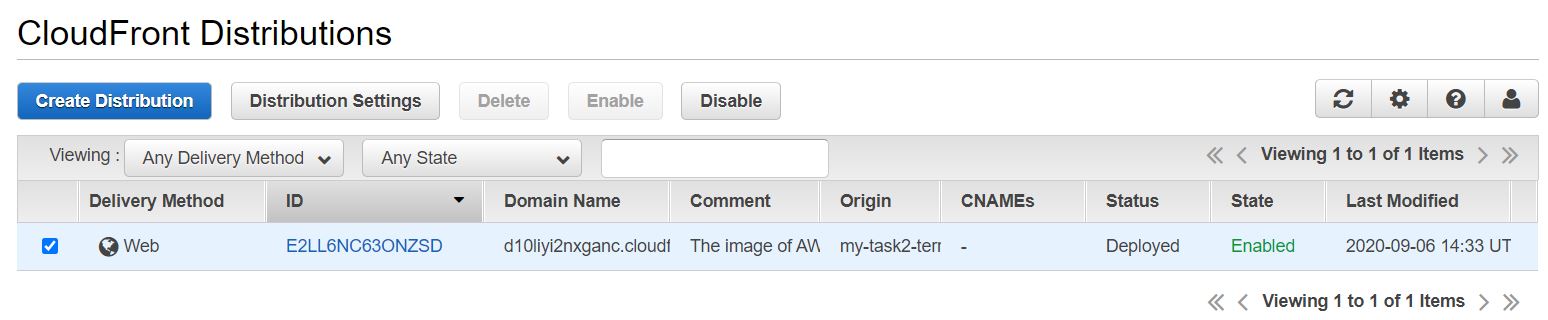 CloudFront Distributions
Create Distribution Distribution Settings Delete Enable Disable
Viewing : Any Delivery Method Any State Viewing 1 to 1 of 1 Items
Delivery Method ID Domain Name Comment Origin CNAMEs Status State Last Modified
Web E2LL6NC63ONZSD d10liyi2nxganc.cloudf The image of AW my-task2-terr - Deployed Enabled 2020-09-06 14:33 UT
Viewing 1 to 1 of 1 Items